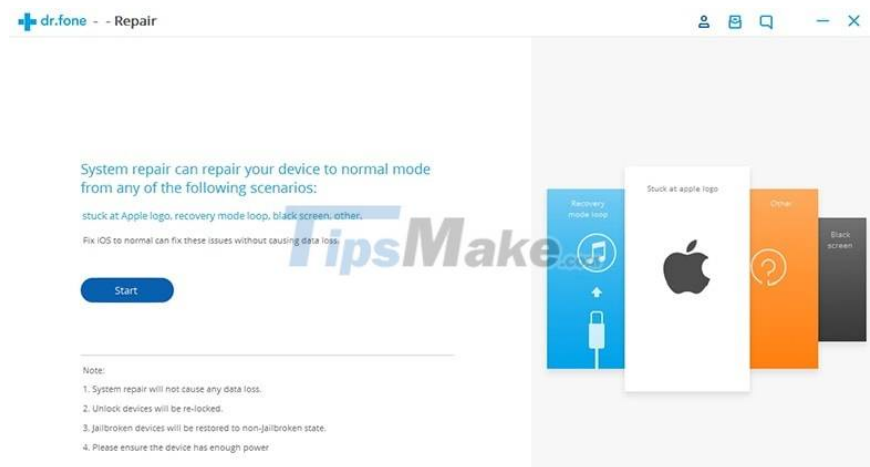 dr.fone - - Repair
System repair can repair your device to normal mode
from any of the following scenarios:
stuck at Apple logo, recovery mode loop, black screen, other.
Fix iOS to normal can fix these issues without causing data loss.
Start
Note:
1. System repair will not cause any data loss.
2. Unlock devices will be re-locked.
3. Jailbroken devices will be restored to non-Jailbroken state.
4. Please ensure the device has enough power
Recovery
mode loop
Stuck at apple logo
Other
Black
screen
TipsMake.com